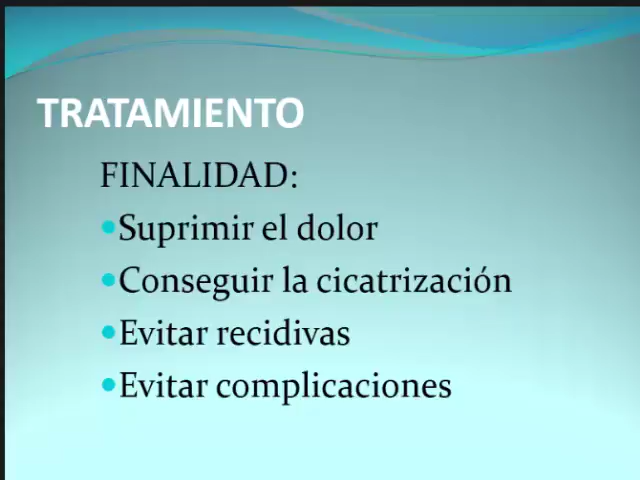 TRATAMIENTO
FINALIDAD:
•Suprimir el dolor
•Conseguir la cicatrización
•Evitar recidivas
•Evitar complicaciones